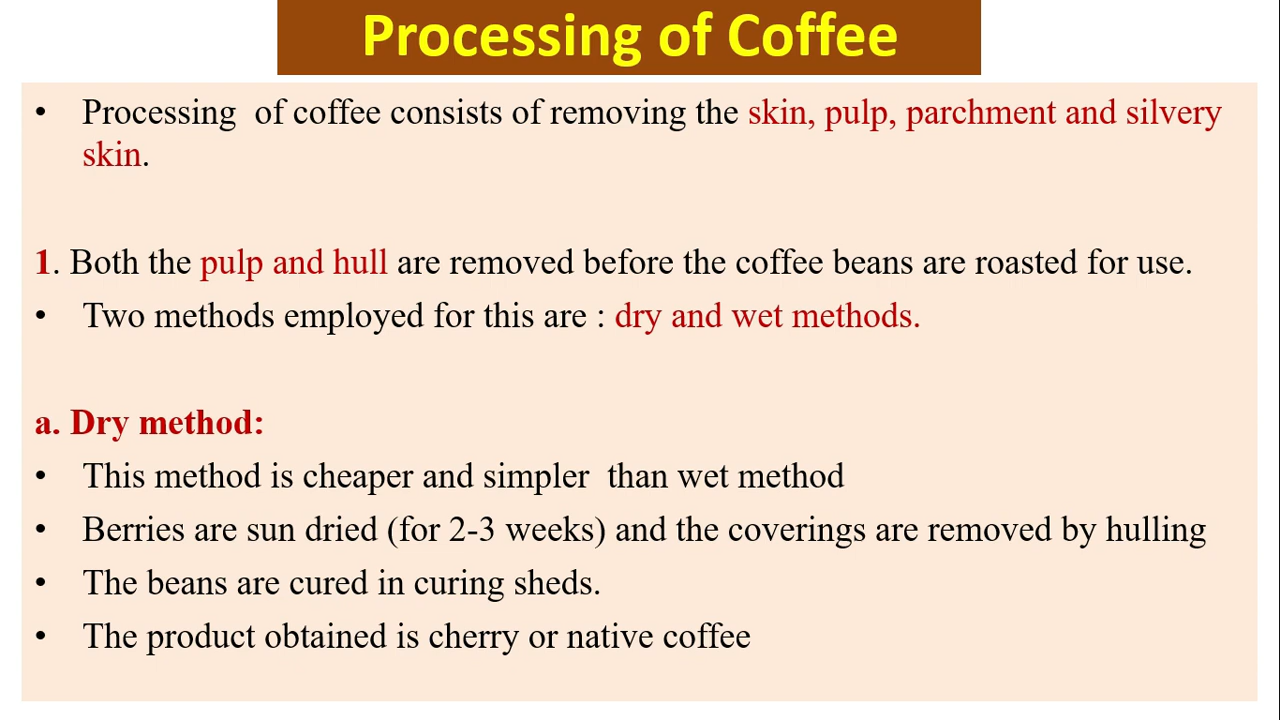 Processing of Coffee
• Processing  of coffee consists of removing the skin, pulp, parchment and silvery
skin.
1. Both the pulp and hull are removed before the coffee beans are roasted for use.
• Two methods employed for this are : dry and wet methods.
a. Dry method:
• This method is cheaper and simpler  than wet method
• Berries are sun dried (for 2-3 weeks) and the coverings are removed by hulling
• The beans are cured in curing sheds.
• The product obtained is cherry or native coffee